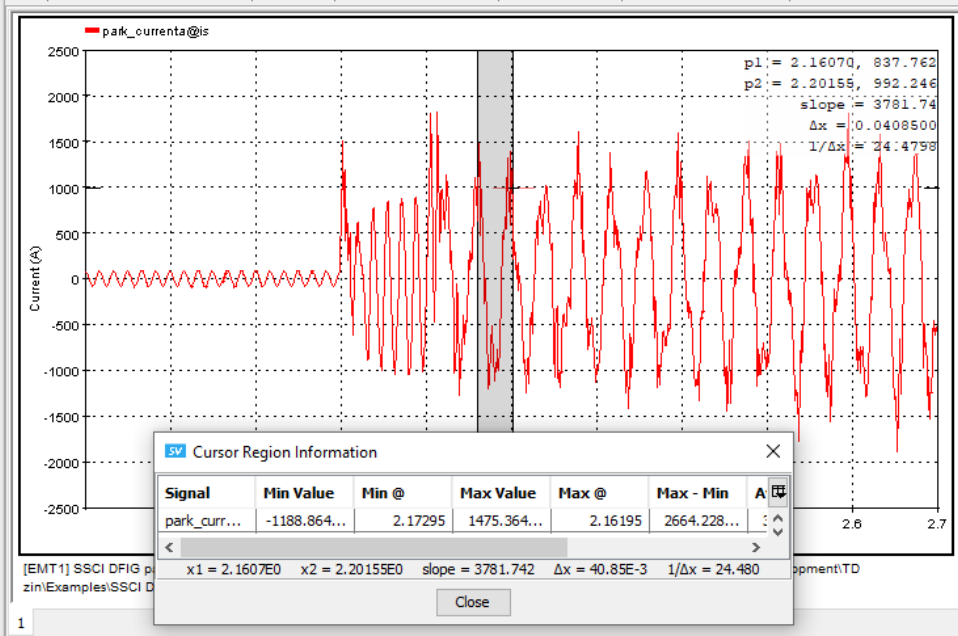 park_currenta@is
p1 = 2.16070, 837.762
p2 = 2.20155, 992.246
slope = 3781.74
Δx = 0.0408500
1/Δx = 24.4798
2500
2000
1500
1000
500
0
-500
-1000
-1500
-2000
-2500
Current (A)
2.6
2.7
SV Cursor Region Information
Signal Min Value Min @ Max Value Max @ Max - Min
park_curr... -1188.864... 2.17295 1475.364... 2.16195 2664.228...
x1 = 2.1607E0 x2 = 2.20155E0 slope = 3781.742 Δx = 40.85E-3 1/Δx = 24.480
Close
[EMT1] SSCI DFIG pa
opment\TD
zin\Examples\SSCI D
1